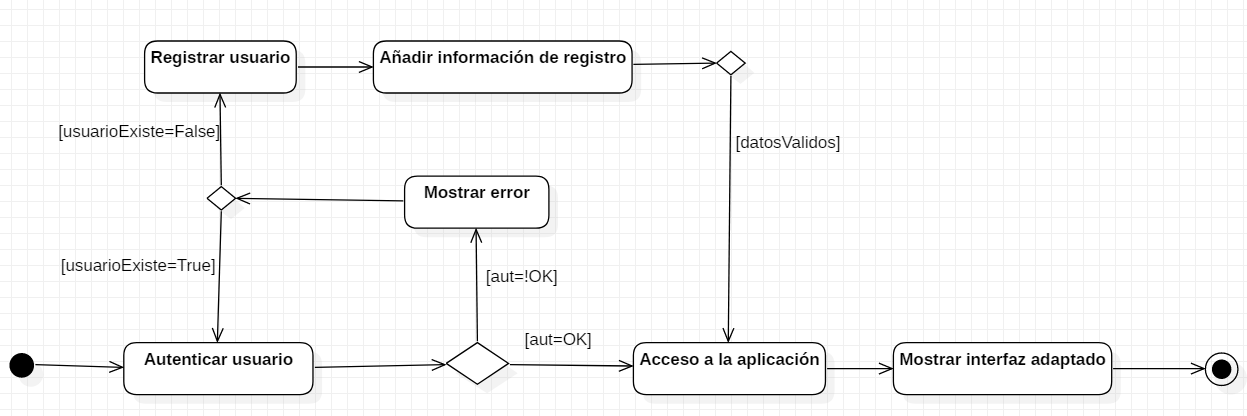 Registrar usuario
Añadir información de registro
[usuarioExiste=False]
[datosValidos]
Mostrar error
[usuarioExiste=True]
[aut=!OK]
[aut=OK]
Autenticar usuario
Acceso a la aplicación
Mostrar interfaz adaptado